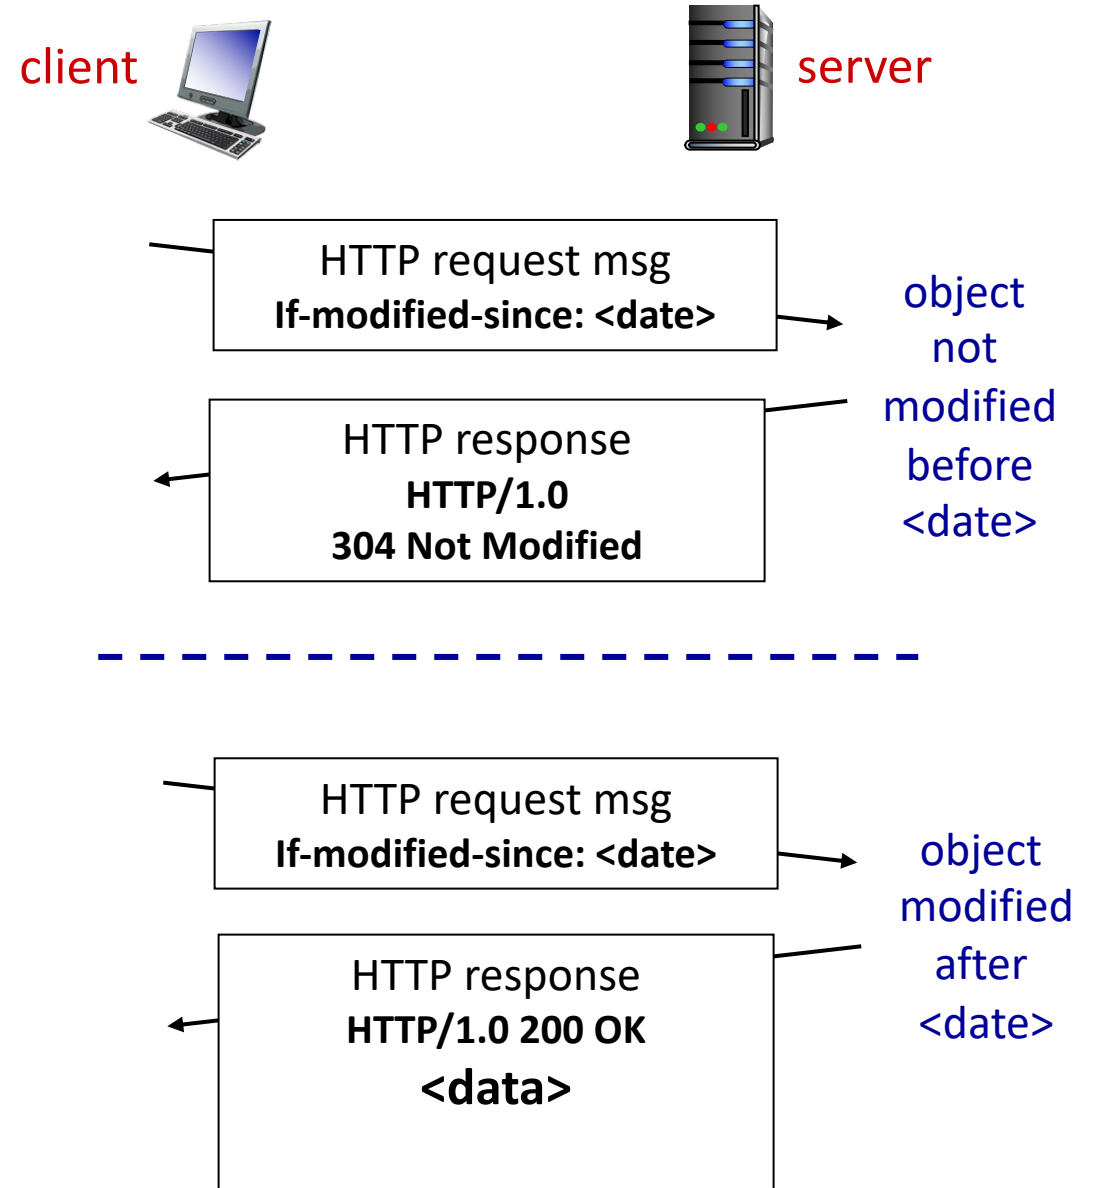 client
server
HTTP request msg
If-modified-since: <date>
object
not
modified
before
<date>
HTTP response
HTTP/1.0
304 Not Modified
HTTP request msg
If-modified-since: <date>
object
modified
after
<date>
HTTP response
HTTP/1.0 200 OK
<data>